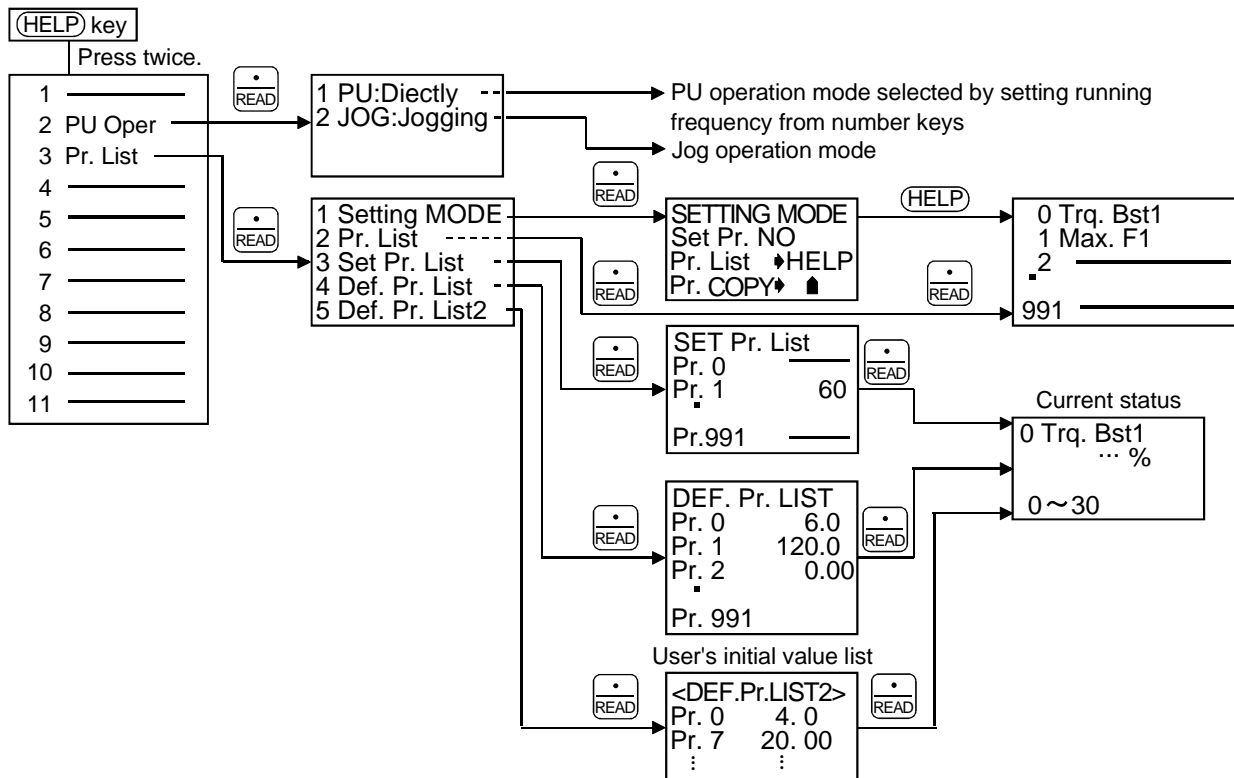 HELP key
Press twice.
1
2 PU Oper
3 Pr. List
4
5
6
7
8
9
10
11
READ
1 PU:Diectly
2 JOG:Jogging
PU operation mode selected by setting running
frequency from number keys
Jog operation mode
READ
1 Setting MODE
2 Pr. List
3 Set Pr. List
4 Def. Pr. List
5 Def. Pr. List2
READ
SETTING MODE
Set Pr. NO
Pr. List HELP
Pr. COPY
HELP
0 Trq. Bst1
1 Max. F1
2
991
READ
READ
READ
SET Pr. List
Pr. 0
Pr. 1 60
Pr.991
READ
Current status
0 Trq. Bst1
... %
0～30
READ
DEF. Pr. LIST
Pr. 0 6.0
Pr. 1 120.0
Pr. 2 0.00
Pr. 991
READ
User's initial value list
READ
<DEF.Pr.LIST2>
Pr. 0 4. 0
Pr. 7 20. 00
READ